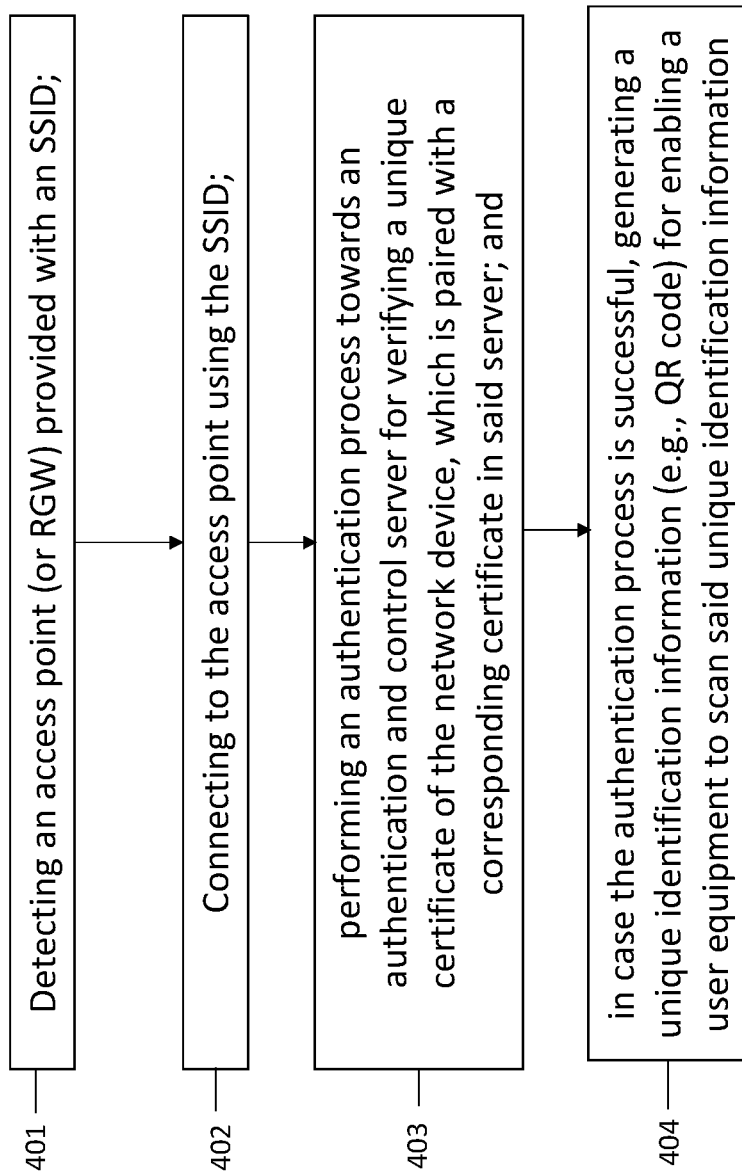 401
Detecting an access point (or RGW) provided with an SSID;
402
Connecting to the access point using the SSID;
403
performing an authentication process towards an
authentication and control server for verifying a unique
certificate of the network device, which is paired with a
corresponding certificate in said server; and
404
in case the authentication process is successful, generating a
unique identification information (e.g., QR code) for enabling a
user equipment to scan said unique identification information